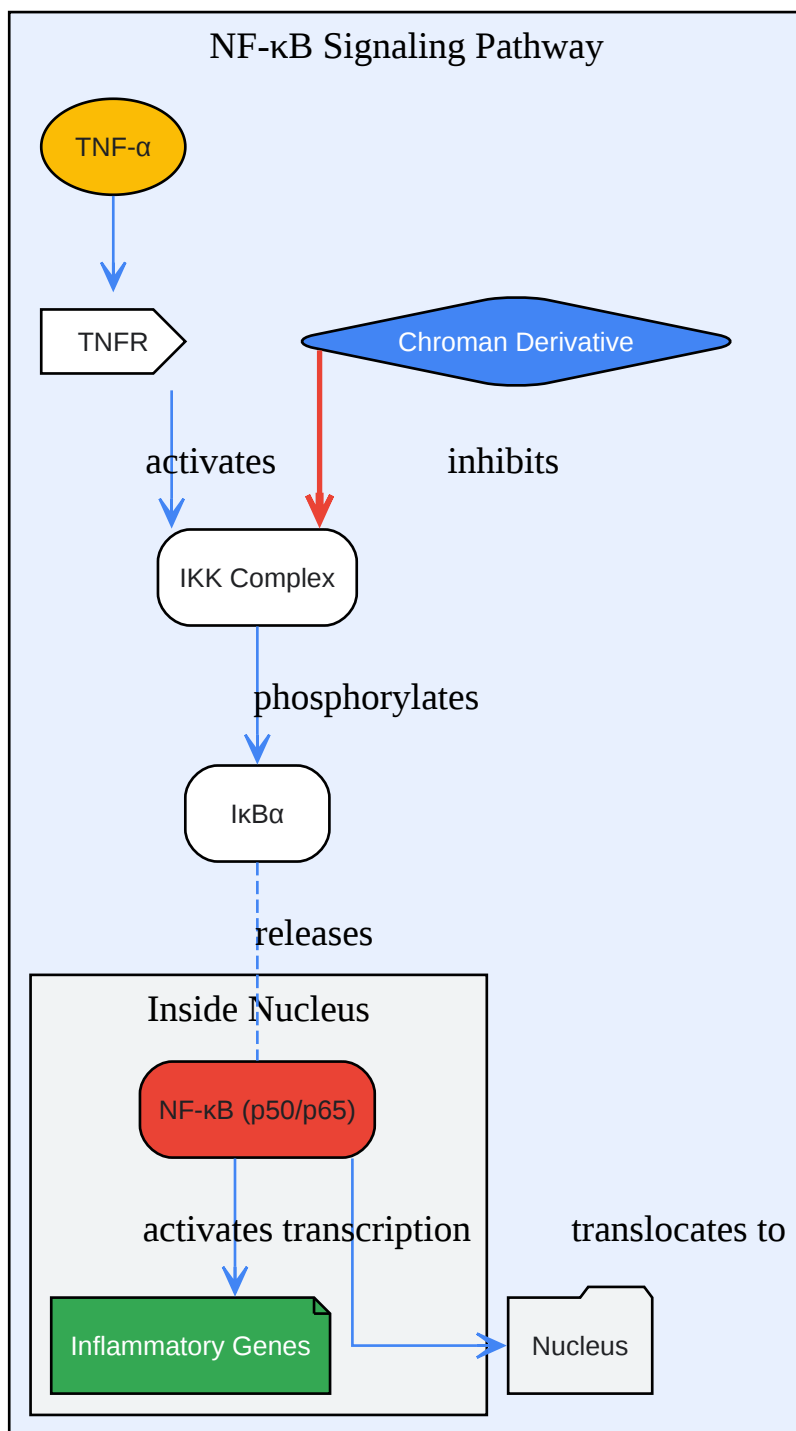 NF-κB Signaling Pathway
TNF-α
TNFR
Chroman Derivative
activates
inhibits
IKK Complex
phosphorylates
IκBα
releases
Inside Nucleus
NF-κB (p50/p65)
activates transcription
translocates to
Inflammatory Genes
Nucleus